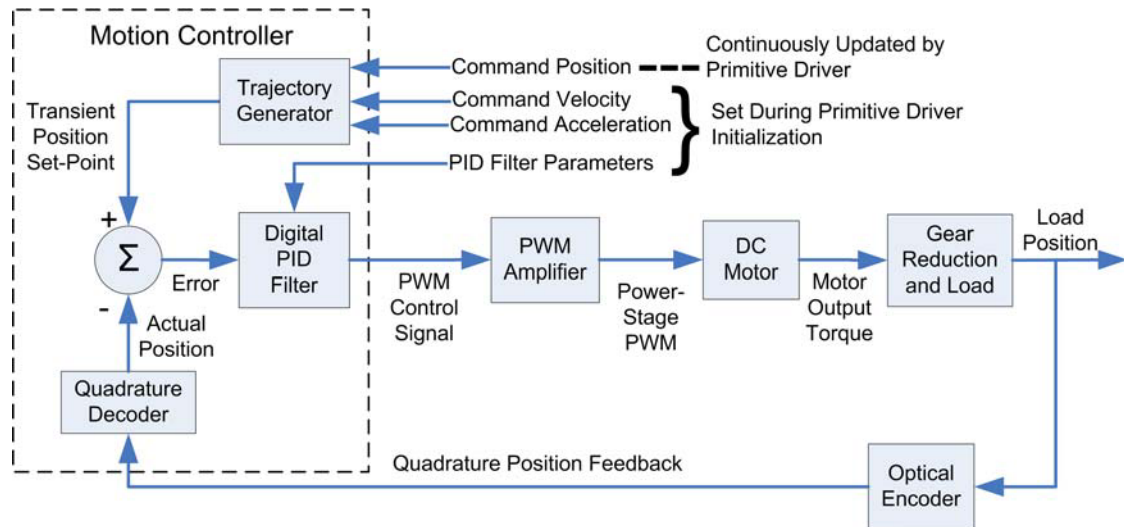 Motion Controller
Trajectory
Generator
Command Position
Continuously Updated by
Primitive Driver
Command Velocity
Command Acceleration
}
Set During Primitive Driver
Initialization
PID Filter Parameters
Transient
Position
Set-Point
+
Σ
-
Error
Digital
PID
Filter
PWM
Control
Signal
PWM
Amplifier
Power-
Stage
PWM
DC
Motor
Motor
Output
Torque
Gear
Reduction
and Load
Load
Position
Actual
Position
Quadrature
Decoder
Quadrature Position Feedback
Optical
Encoder